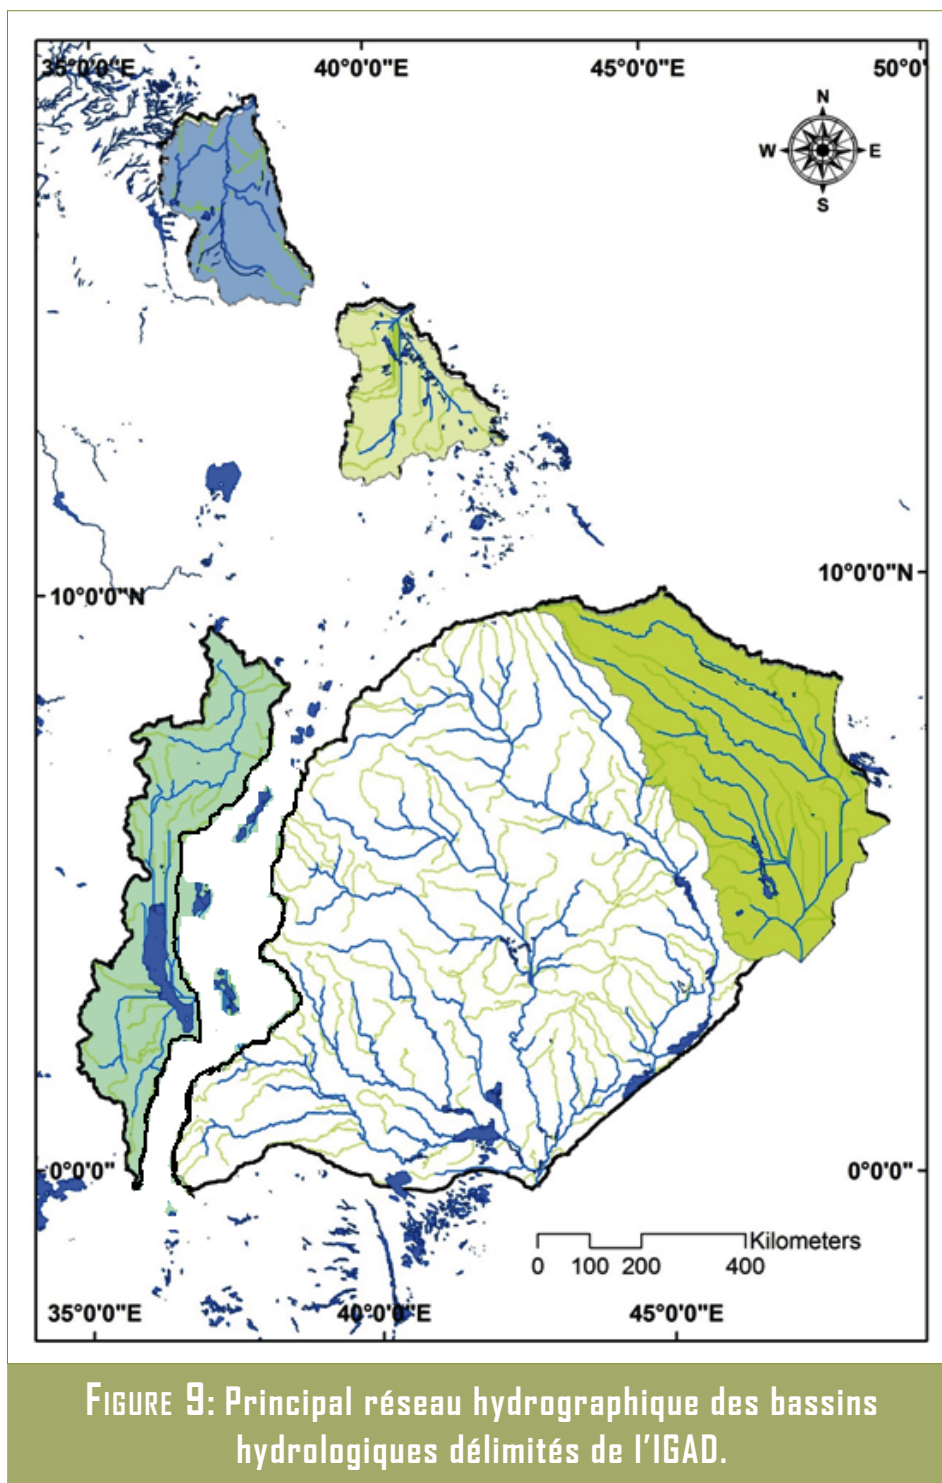 35°0'0"E 40°0'0"E 45°0'0"E 50°0'
N
W E
S
10°0'0"N 10°0'0"N
0°0'0" 0°0'0"
Kilometers
0 100 200 400
35°0'0"E 40°0'0"E 45°0'0"E
FIGURE 9: Principal réseau hydrographique des bassins
hydrologiques délimités de l'IGAD.